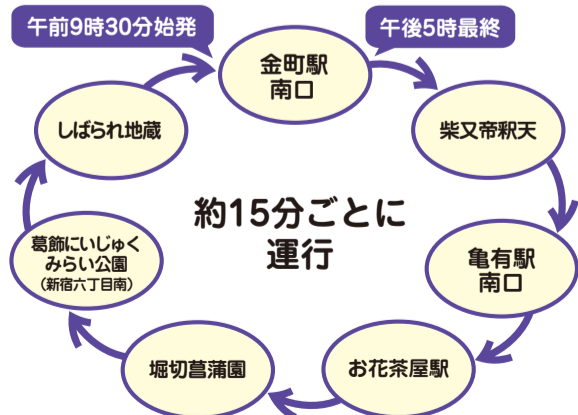 午前9時30分始発
午後5時最終
金町駅
南口
柴又帝釈天
亀有駅
南口
お花茶屋駅
堀切菖蒲園
葛飾にいじゅく
みらい公園
(新宿六丁目南)
しばられ地蔵
約15分ごとに
運行